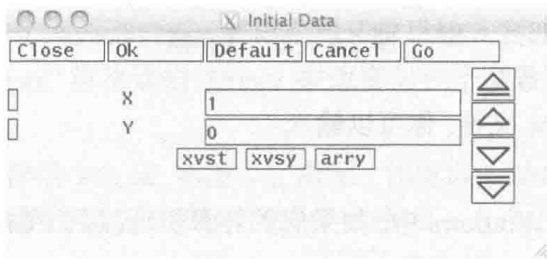 X Initial Data
Close Ok Default Cancel Go
X 1
Y 0
xvst xvsy arry